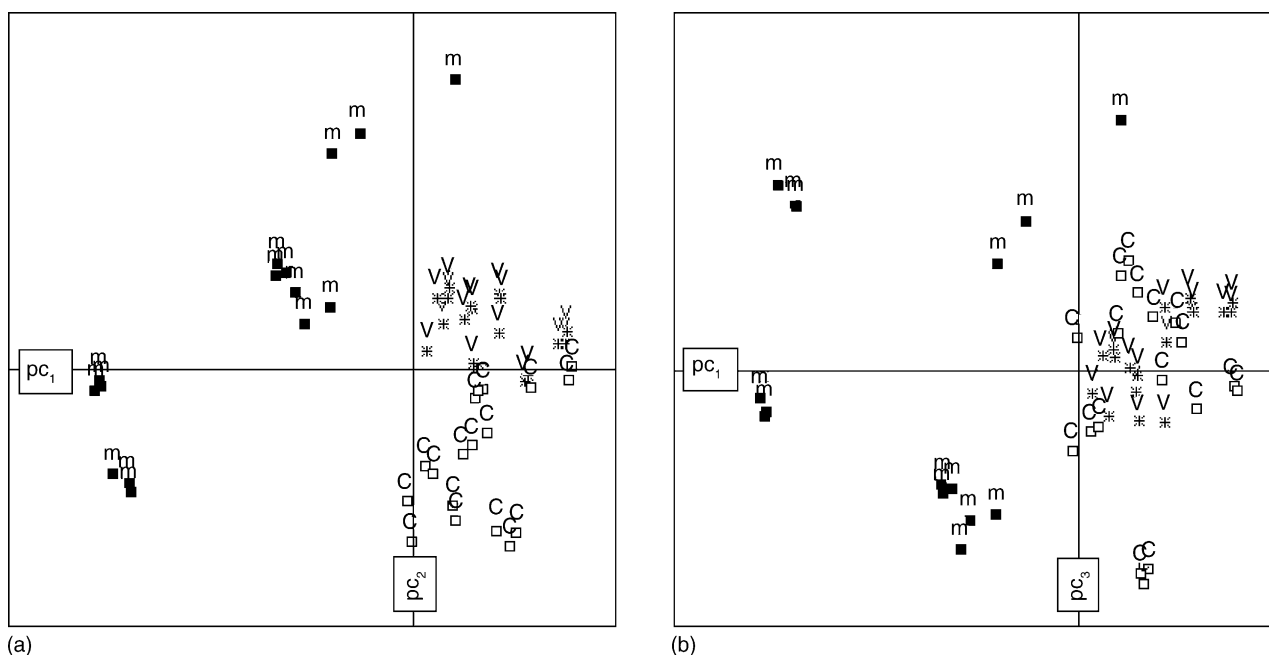 m
m
m
m
m m
m
V V V V
V V V V V
V V V
V V V
V V C
m m
pc₁
m m C C C
C C
C C C
m m C C
m C C C
C C
pc₂
(a)
m
m m
m
m
m
C
C V V
C V V V
C C
C C V V C
V C V
C V
pc₁
m V C C C
m V V V C
C C C
m m
m
m m
m
C C
pc₃
(b)